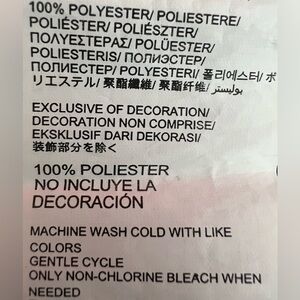 100% POLYESTER/ POLIESTERE/
POLIÉSTER/ POLIÉSZTER/
ΠΟΛΥΕΣΤΕΡΑΣ/ POLÜESTER/
POLIESTERIS/ ПОЛИЭСТЕР/
ПОЛИЕСТЕР/ POLYESTERI/ 폴리에스터/ ポ
リエステル/ 聚酯纖維/ 聚酯纤维/ بوليستر/
EXCLUSIVE OF DECORATION/
DECORATION NON COMPRISE/
EKSKLUSIF DARI DEKORASI/
装飾部分を除く
100% POLIESTER
NO INCLUYE LA
DECORACIÓN
MACHINE WASH COLD WITH LIKE
COLORS
GENTLE CYCLE
ONLY NON-CHLORINE BLEACH WHEN
NEEDED